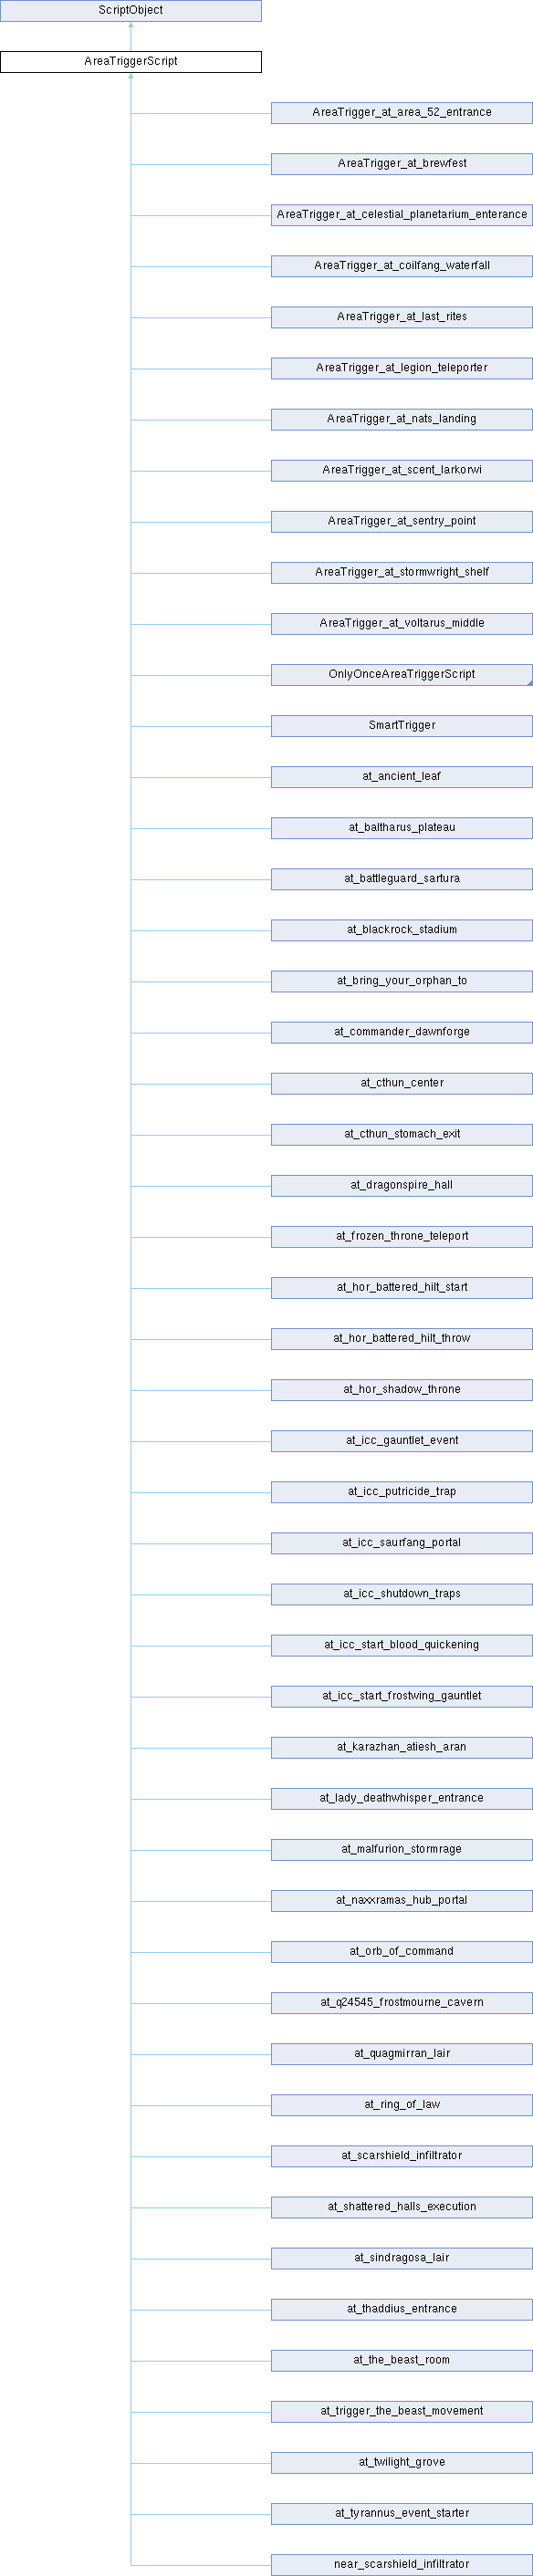 ScriptObject
AreaTriggerScript
AreaTrigger_at_area_52_entrance
AreaTrigger_at_brewfest
AreaTrigger_at_celestial_planetarium_enterance
AreaTrigger_at_coilfang_waterfall
AreaTrigger_at_last_rites
AreaTrigger_at_legion_teleporter
AreaTrigger_at_nats_landing
AreaTrigger_at_scent_larkorwi
AreaTrigger_at_sentry_point
AreaTrigger_at_stormwright_shelf
AreaTrigger_at_voltarus_middle
OnlyOnceAreaTriggerScript
SmartTrigger
at_ancient_leaf
at_baltharus_plateau
at_battleguard_sartura
at_blackrock_stadium
at_bring_your_orphan_to
at_commander_dawnforge
at_cthun_center
at_cthun_stomach_exit
at_dragonspire_hall
at_frozen_throne_teleport
at_hor_battered_hilt_start
at_hor_battered_hilt_throw
at_hor_shadow_throne
at_icc_gauntlet_event
at_icc_putricide_trap
at_icc_saurfang_portal
at_icc_shutdown_traps
at_icc_start_blood_quickening
at_icc_start_frostwing_gauntlet
at_karazhan_atiesh_aran
at_lady_deathwhisper_entrance
at_malfurion_stormrage
at_naxxramas_hub_portal
at_orb_of_command
at_q24545_frostmourne_cavern
at_quagmirran_lair
at_ring_of_law
at_scarshield_infiltrator
at_shattered_halls_execution
at_sindragosa_lair
at_thaddius_entrance
at_the_beast_room
at_trigger_the_beast_movement
at_twilight_grove
at_tyrannus_event_starter
near_scarshield_infiltrator